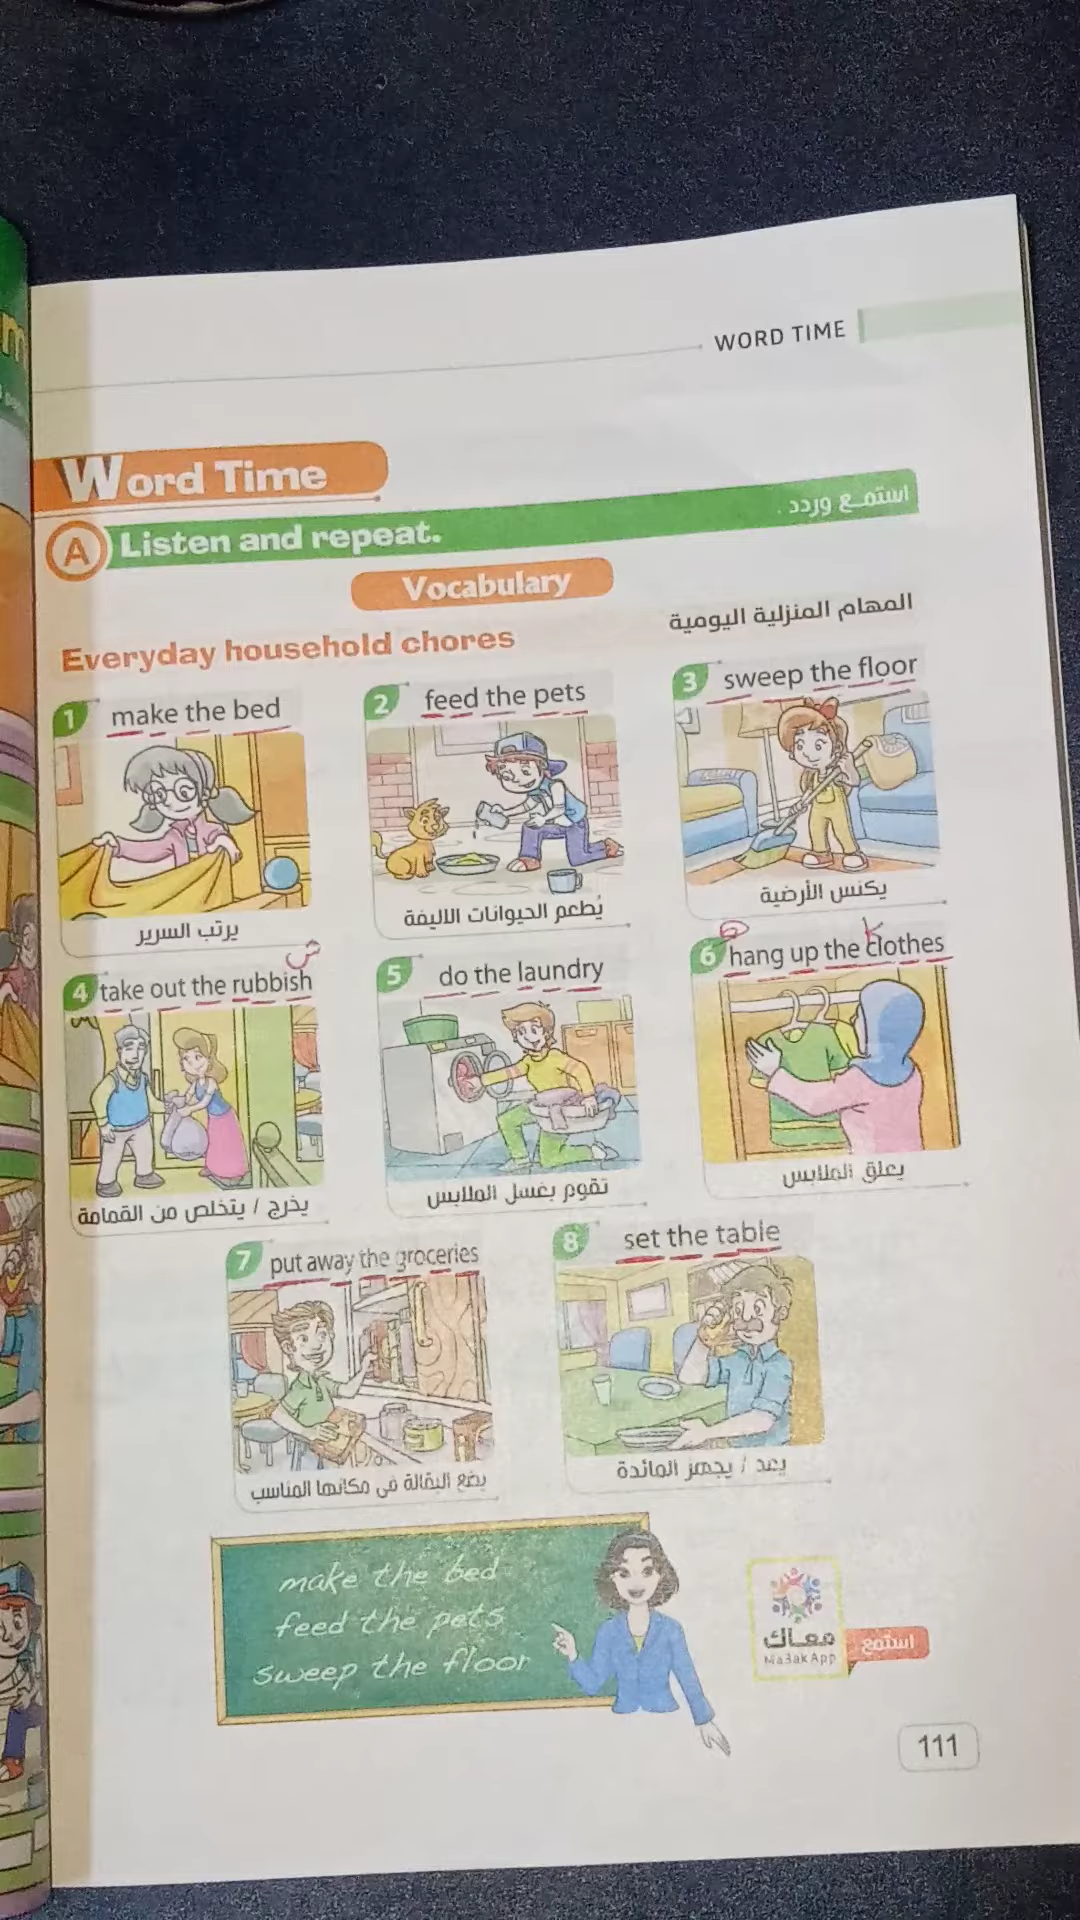 WORD TIME
Word Time
A Listen and repeat. استمع وردد .
Vocabulary
Everyday household chores المهام المنزلية اليومية
1 make the bed
2 feed the pets
3 sweep the floor
يرتب السرير
يُطعم الحيوانات الاليفة
يكنس الأرضية
ش
ه k
4 take out the rubbish
5 do the laundry
6 hang up the clothes
يخرج / يتخلص من القمامة
تقوم بغسل الملابس
يعلق الملابس
7 put away the groceries
8 set the table
يضع البقالة في مكانها المناسب
يعد / يجهز المائدة
make the bed
feed the pets
sweep the floor
معاك
Ma3ak App
استمع
111